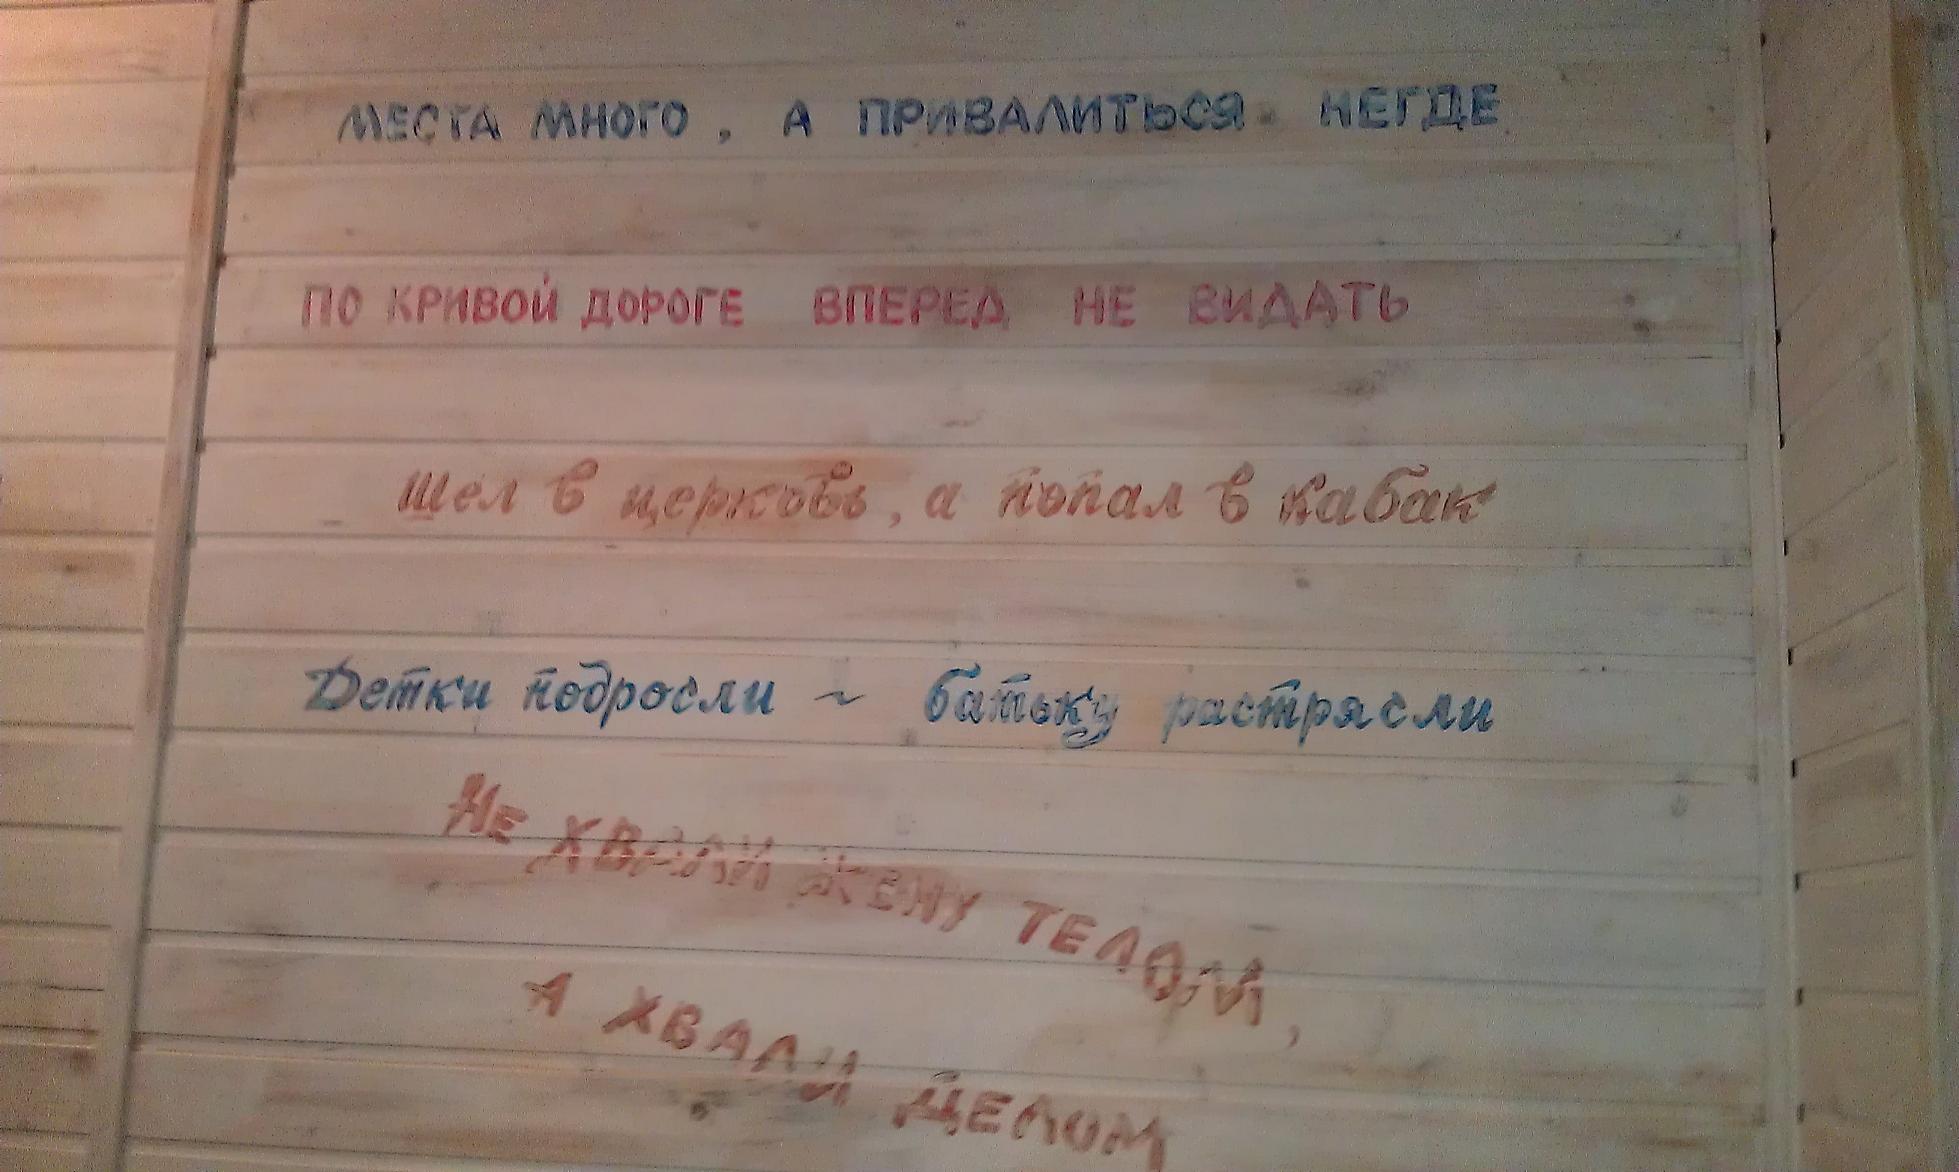 МЕСТА МНОГО, А ПРИВАЛИТЬСЯ НЕГДЕ
ПО КРИВОЙ ДОРОГЕ ВПЕРЕД НЕ ВИДАТЬ
шел в церковь, а попал в кабак
Детки подросли ~ батьку растрясли
НЕ ХВАЛИ ЖЕНУ ТЕЛОМ,
А ХВАЛИ ДЕЛОМ